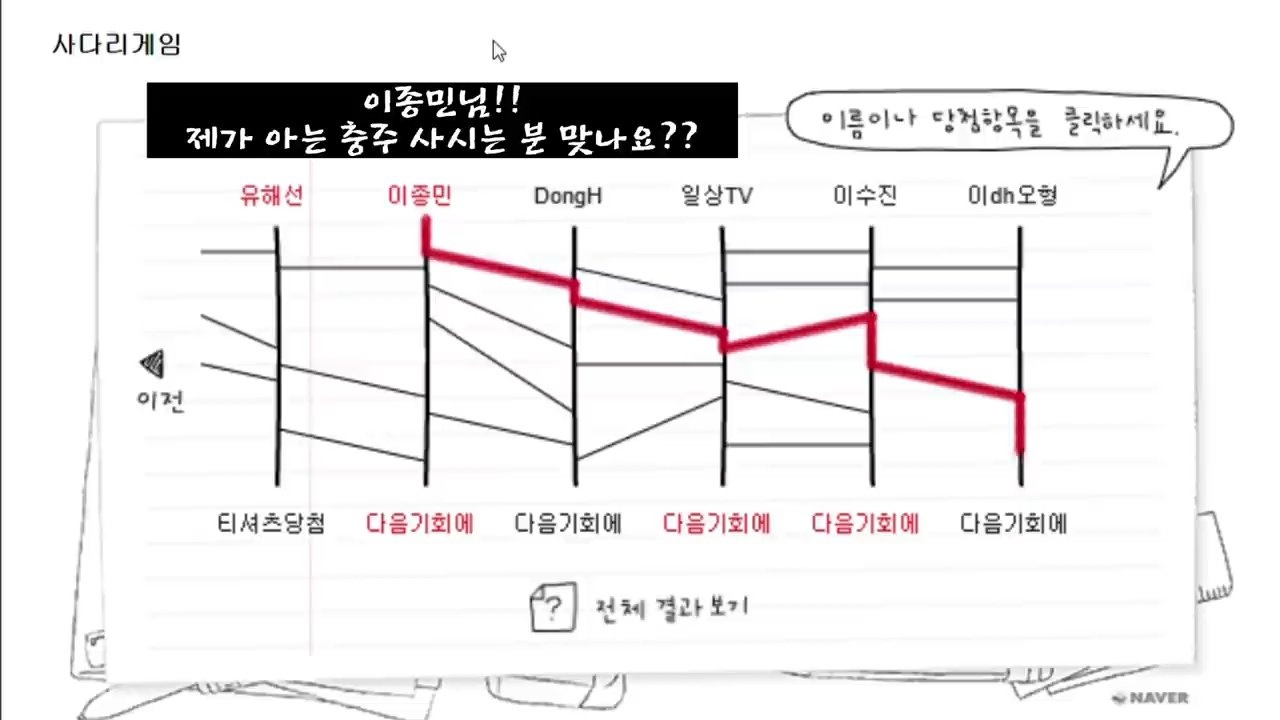 사다리게임
이종민님!!
제가 아는 충주 사시는 분 맞나요??
이름이나 당첨항목을 클릭하세요.
유해선 이종민 DongH 일상TV 이수진 이dh오형
이전
티셔츠당첨 다음기회에 다음기회에 다음기회에 다음기회에 다음기회에
? 전체 결과보기
NAVER